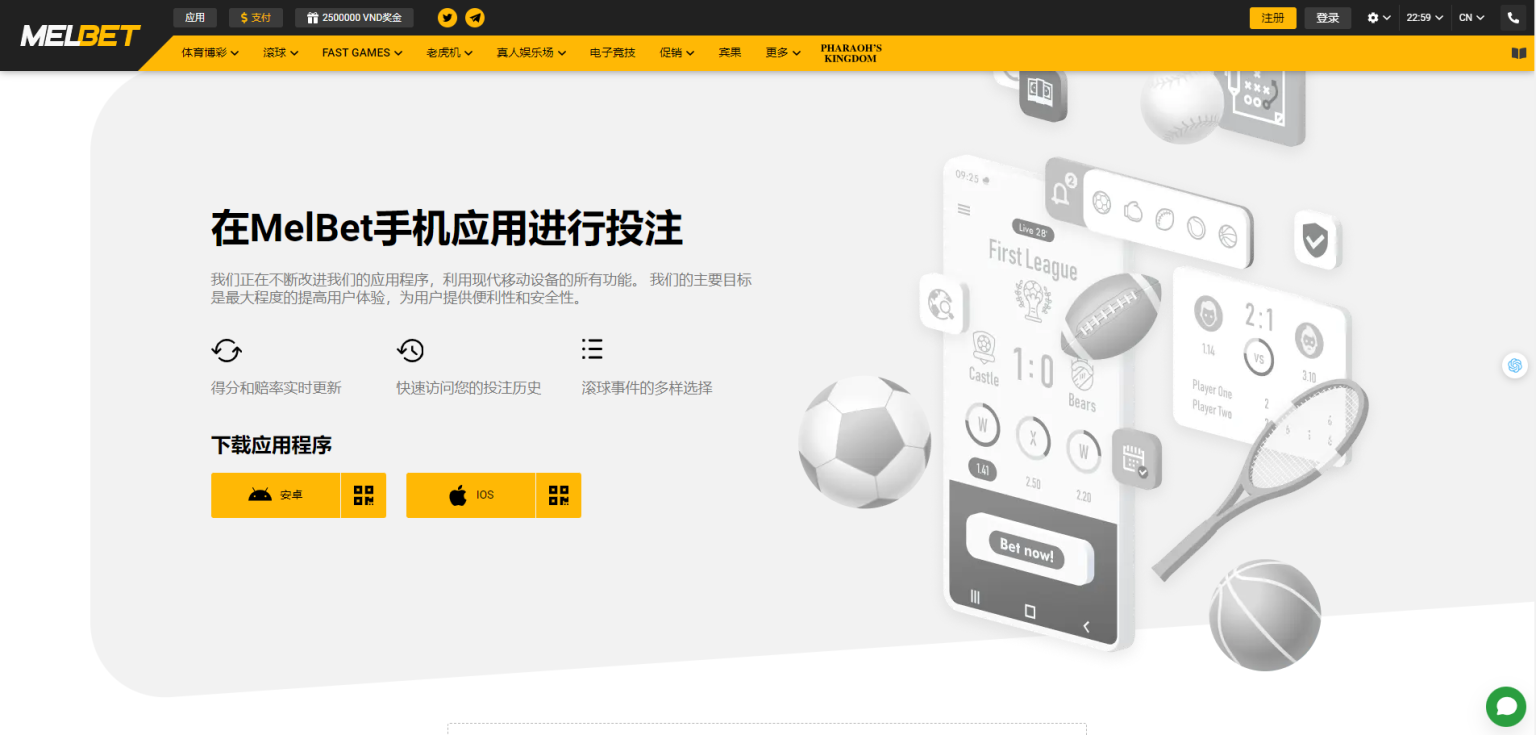 MELBET
应用
$ 支付
2500000 VND奖金
注册
登录
22:59
CN
体育博彩
滚球
FAST GAMES
老虎机
真人娱乐场
电子竞技
促销
宾果
更多
PHARAOH'S
KINGDOM
在MelBet手机应用进行投注
我们正在不断改进我们的应用程序，利用现代移动设备的所有功能。 我们的主要目标
是最大程度的提高用户体验，为用户提供便利性和安全性。
得分和赔率实时更新
快速访问您的投注历史
滚球事件的多样选择
下载应用程序
安卓
IOS
09:25
2
Live 28'
First League
1:0
Castle
Bears
W
X
W
1.41
2.50
2.20
Bet now!
2:1
VS
1.14
3.10
Player One
2
Player Two